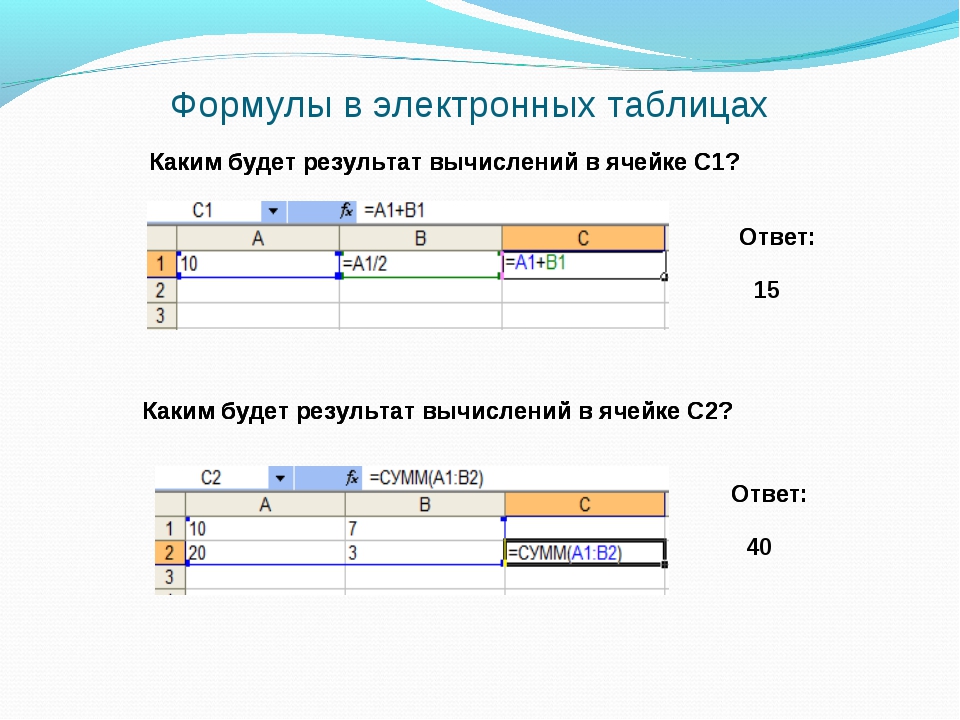 Формулы в электронных таблицах
Каким будет результат вычислений в ячейке С1?
C1 fx =A1+B1
A B C
1 10 =A1/2 =A1+B1
2
3
Ответ:
15
Каким будет результат вычислений в ячейке С2?
C2 fx =СУММ(A1:B2)
A B C
1 10 7
2 20 3 =СУММ(A1:B2)
3
Ответ:
40